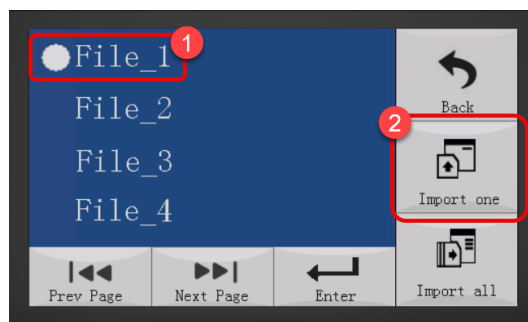 File_1
1
File_2
File_3
File_4
Back
2
Import one
Import all
Prev Page
Next Page
Enter